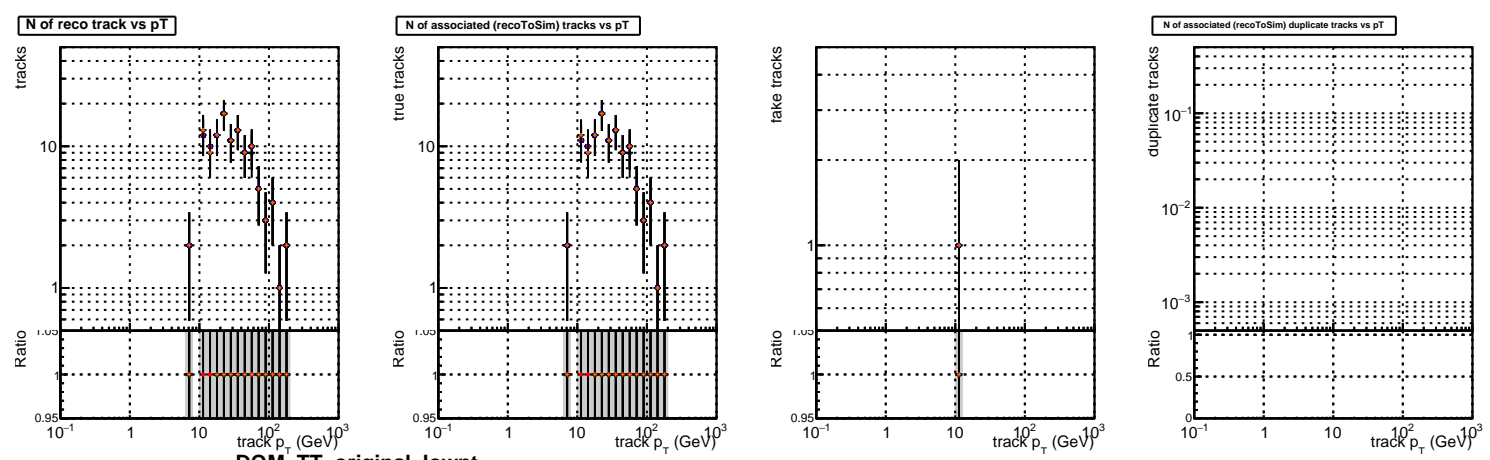 N of reco track vs pT
tracks
10
1
1.05
Ratio
1
0.95
10⁻¹ 1 10 10² 10³
track p_T (GeV)
N of associated (recoToSim) tracks vs pT
true tracks
10
1
1.05
Ratio
1
0.95
10⁻¹ 1 10 10² 10³
track p_T (GeV)
fake tracks
1
1.05
Ratio
1
0.95
10⁻¹ 1 10 10² 10³
track p_T (GeV)
N of associated (recoToSim) duplicate tracks vs pT
duplicate tracks
10⁻¹
10⁻²
10⁻³
Ratio
1
0.5
0
10⁻¹ 1 10 10² 10³
track p_T (GeV)